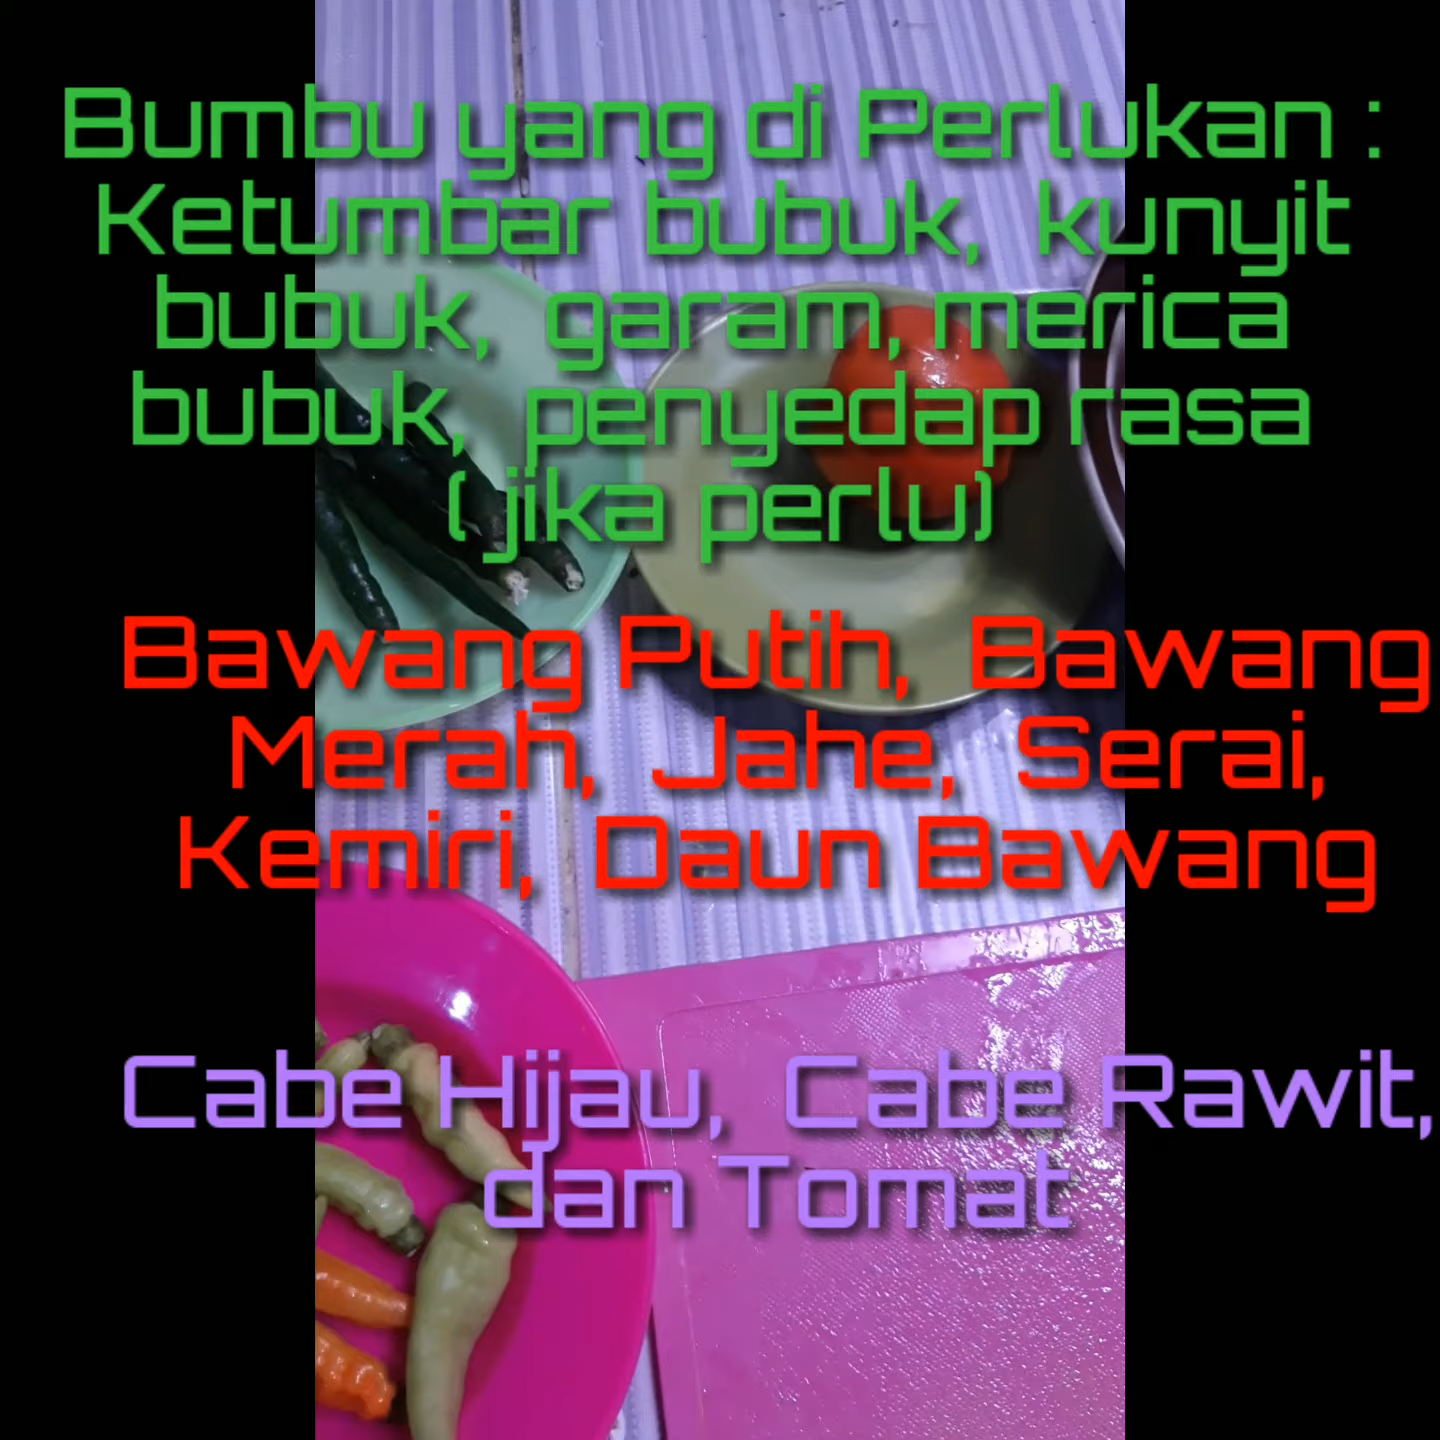 Bumbu yang di Perlukan :
Ketumbar bubuk, kunyit
bubuk, garam, merica
bubuk, penyedap rasa
( jika perlu)
Bawang Putih, Bawang
Merah, Jahe, Serai,
Kemiri, Daun Bawang
Cabe Hijau, Cabe Rawit,
dan Tomat